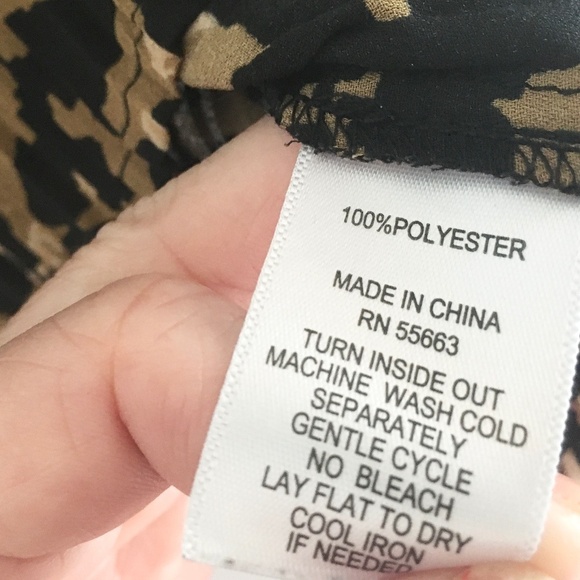 100%POLYESTER
MADE IN CHINA
RN 55663
TURN INSIDE OUT
MACHINE WASH COLD
SEPARATELY
GENTLE CYCLE
NO BLEACH
LAY FLAT TO DRY
COOL IRON
IF NEEDED